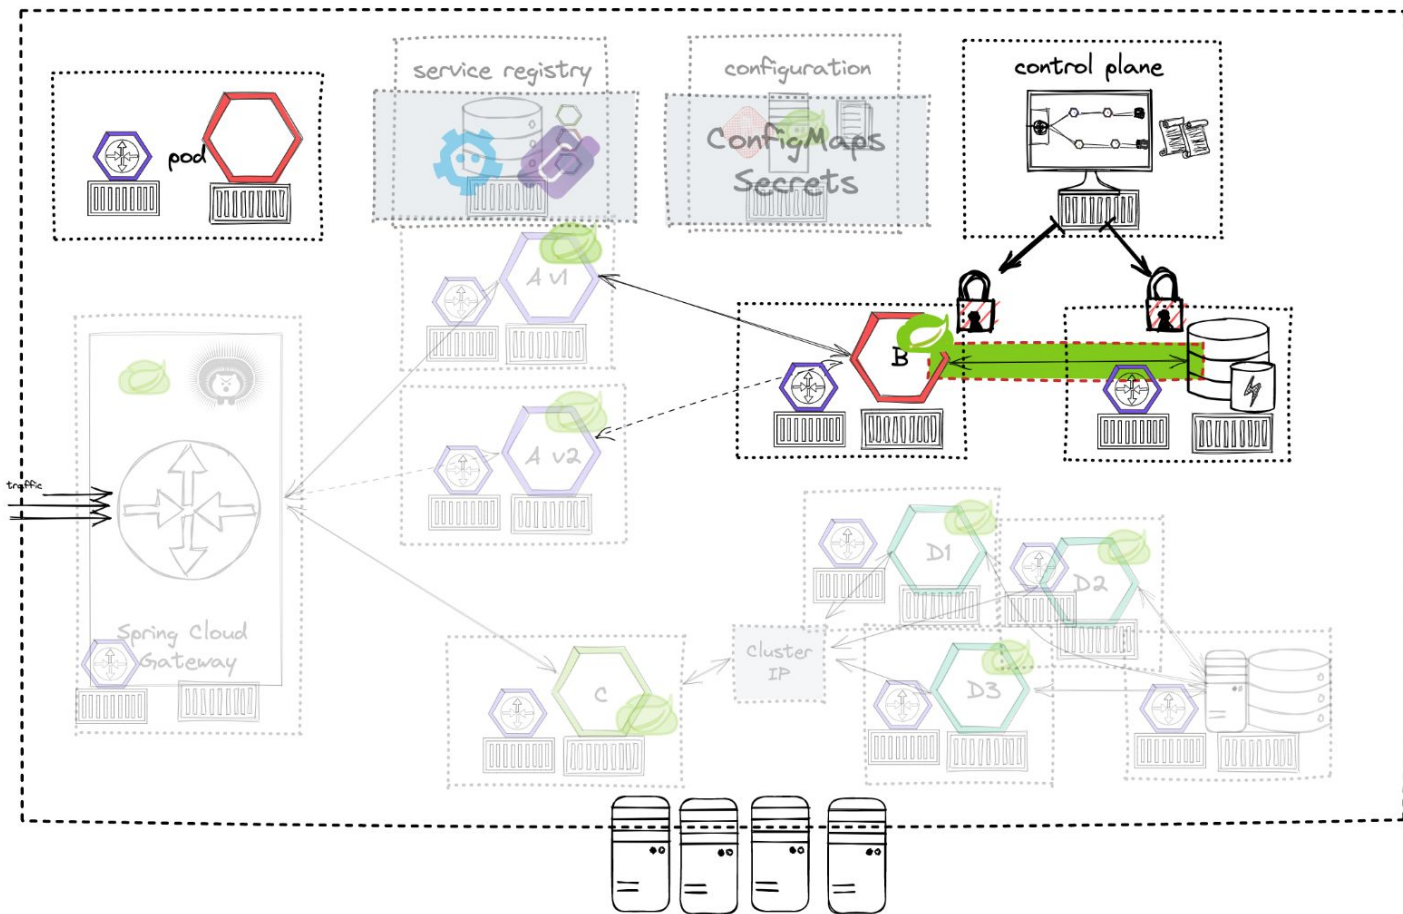 service registry
configuration
control plane
pod
ConfigMaps
Secrets
A v1
B
A v2
traffic
D1
D2
Spring Cloud
Gateway
Cluster
IP
C
D3